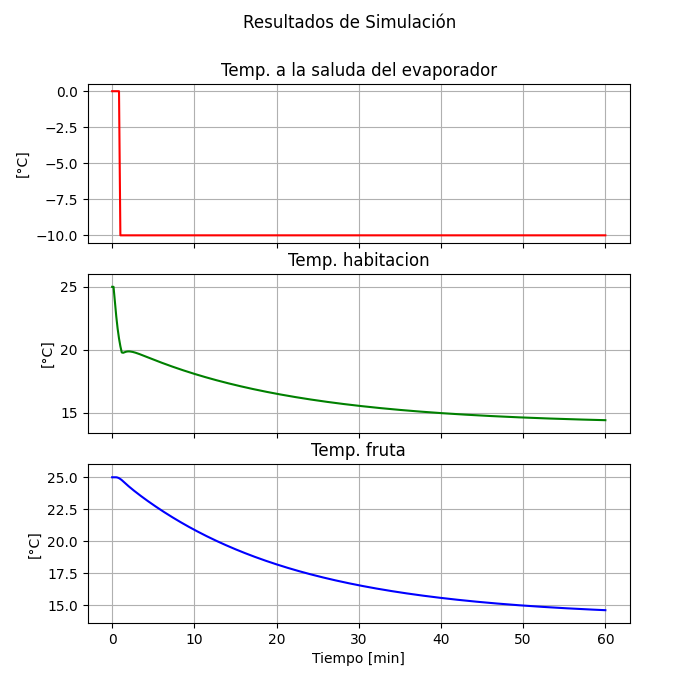 Resultados de Simulación
Temp. a la saluda del evaporador
0.0
−2.5
−5.0
−7.5
−10.0
[°C]
Temp. habitacion
25
20
15
[°C]
Temp. fruta
25.0
22.5
20.0
17.5
15.0
[°C]
0 10 20 30 40 50 60
Tiempo [min]